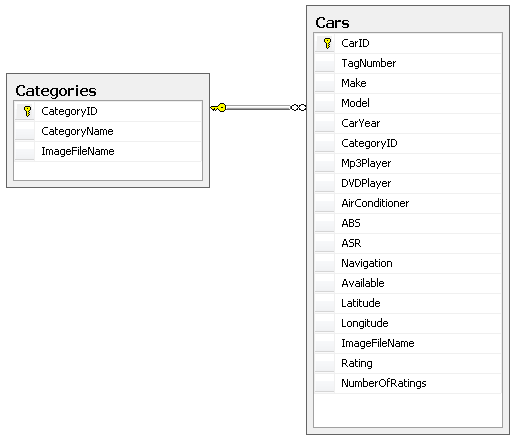 Categories
CategoryID
CategoryName
ImageFileName
Cars
CarID
TagNumber
Make
Model
CarYear
CategoryID
Mp3Player
DVDPlayer
AirConditioner
ABS
ASR
Navigation
Available
Latitude
Longitude
ImageFileName
Rating
NumberOfRatings